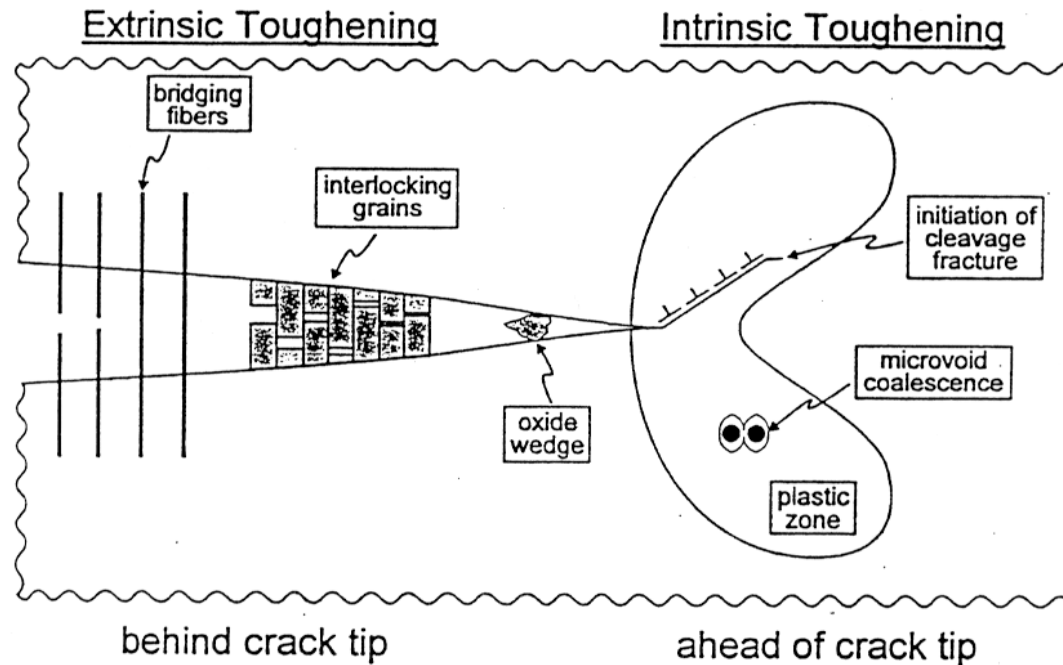 Extrinsic Toughening
Intrinsic Toughening
bridging
fibers
interlocking
grains
initiation of
cleavage
fracture
microvoid
coalescence
oxide
wedge
plastic
zone
behind crack tip
ahead of crack tip